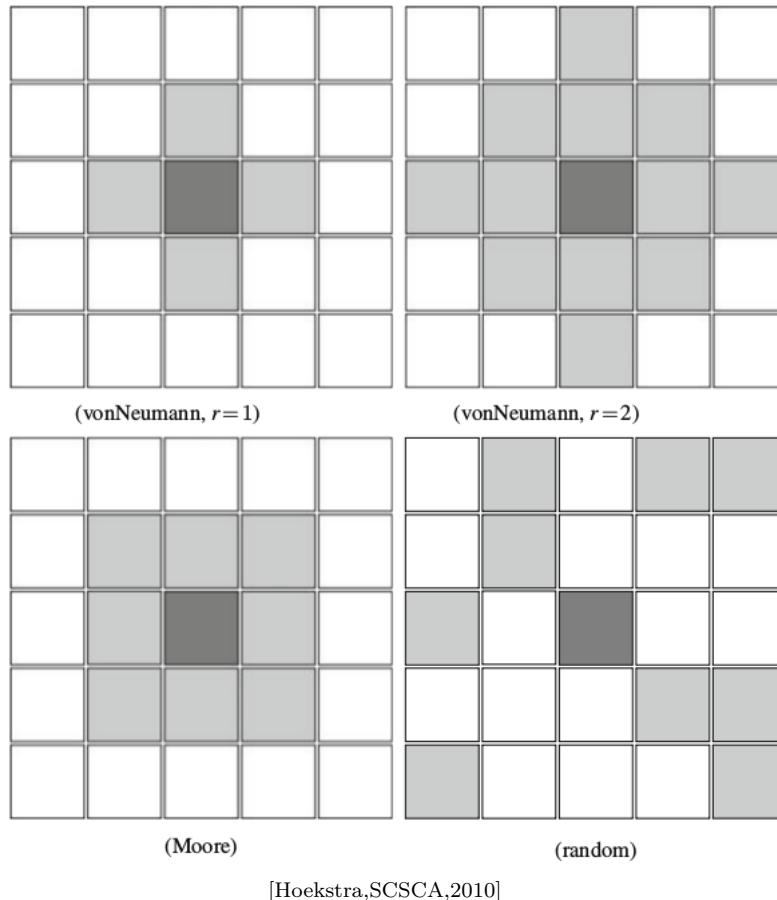 (vonNeumann, r=1)
(vonNeumann, r=2)
(Moore)
(random)
[Hoekstra,SCSCA,2010]